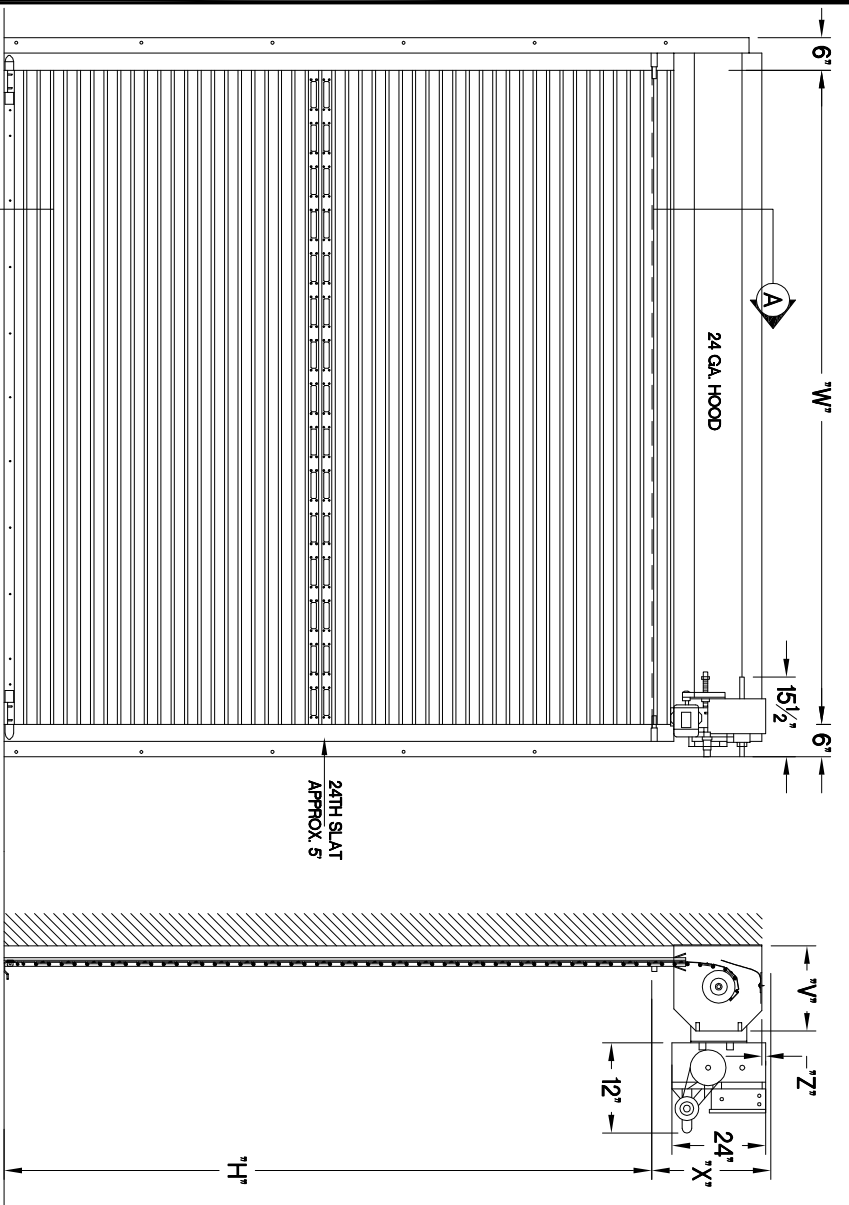 6"
"W"
15 1/2"
6"
A
24 GA. HOOD
24TH SLAT
APPROX. 5'
"V"
"Z"
12"
24"
"X"
"H"